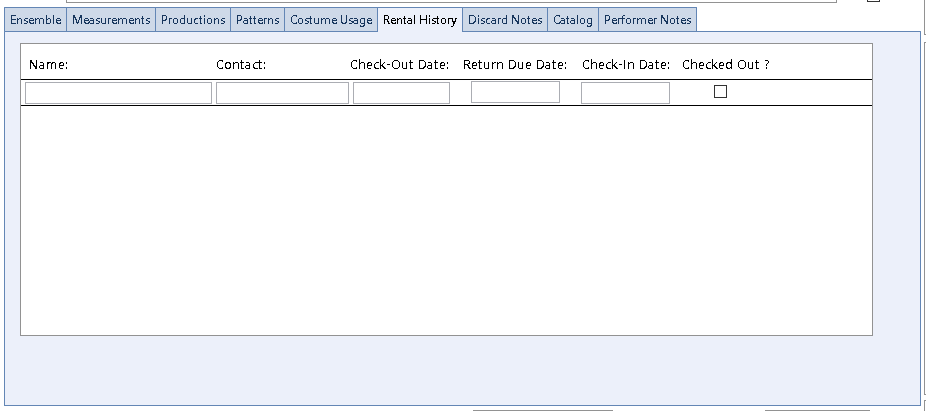 Ensemble Measurements Productions Patterns Costume Usage Rental History Discard Notes Catalog Performer Notes
Name: Contact: Check-Out Date: Return Due Date: Check-In Date: Checked Out ?